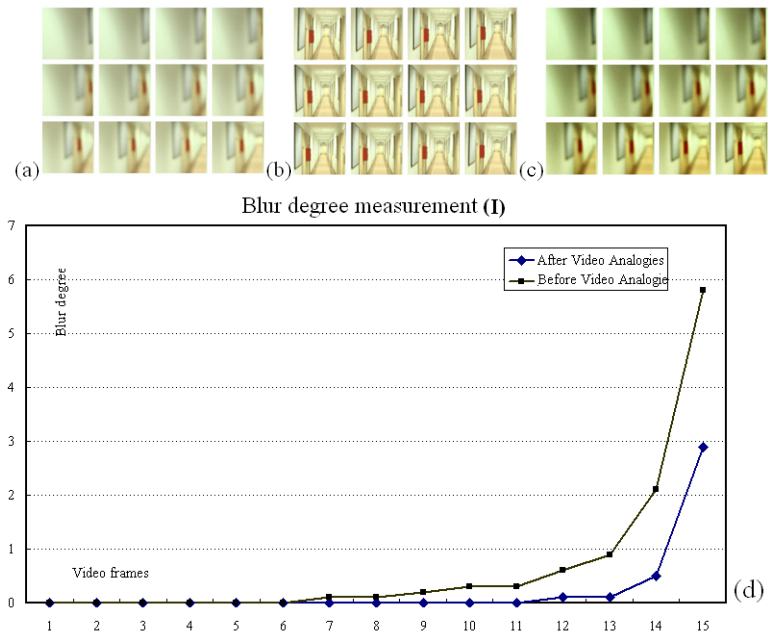 (a)
(b)
(c)
Blur degree measurement (I)
7
6
5
4
3
2
1
0
Blur degree
After Video Analogies
Before Video Analogie
Video frames
(d)
1 2 3 4 5 6 7 8 9 10 11 12 13 14 15